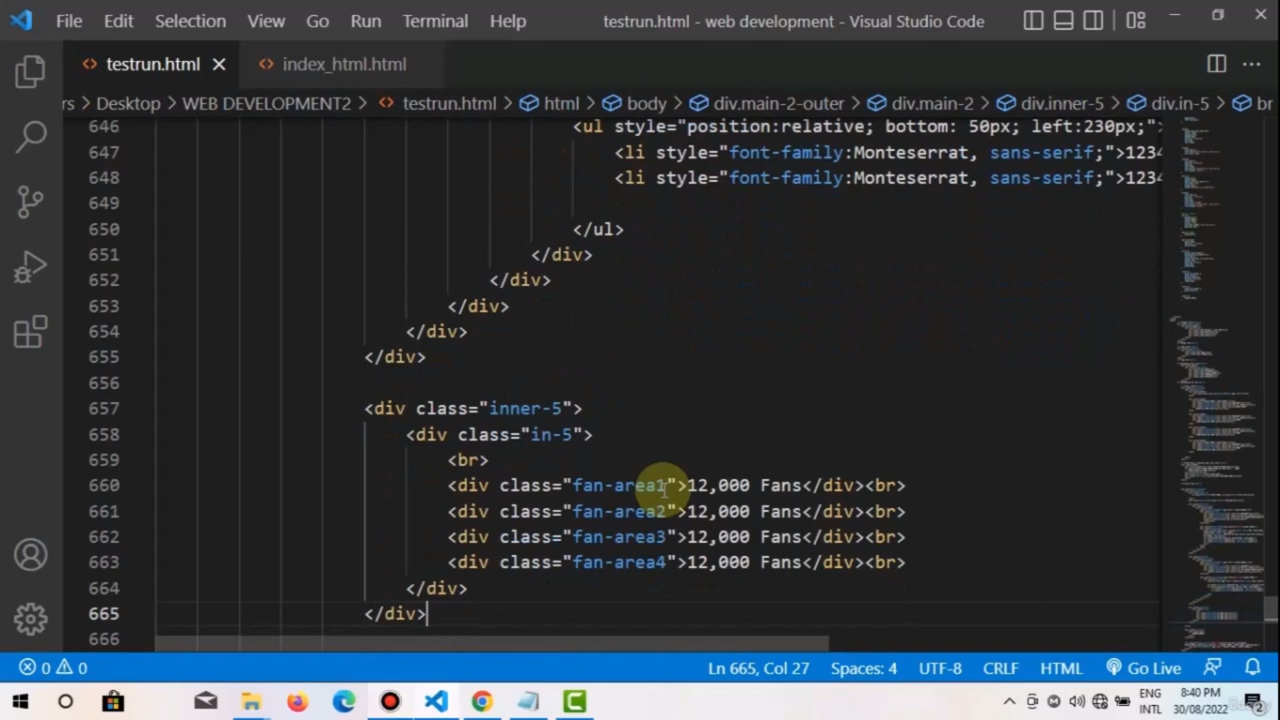 File Edit Selection View Go Run Terminal Help testrun.html - web development - Visual Studio Code
testrun.html index_html.html
rs > Desktop > WEB DEVELOPMENT2 > testrun.html > html > body > div.main-2-outer > div.main-2 > div.inner-5 > div.in-5 > br
646 <ul style="position:relative; bottom: 50px; left:230px;">
647 <li style="font-family:Monteserrat, sans-serif;">1234
648 <li style="font-family:Monteserrat, sans-serif;">1234
649
650 </ul>
651 </div>
652 </div>
653 </div>
654 </div>
655 </div>
656
657 <div class="inner-5">
658 <div class="in-5">
659 <br>
660 <div class="fan-area1">12,000 Fans</div><br>
661 <div class="fan-area2">12,000 Fans</div><br>
662 <div class="fan-area3">12,000 Fans</div><br>
663 <div class="fan-area4">12,000 Fans</div><br>
664 </div>
665 </div>
666
0 0 Ln 665, Col 27 Spaces: 4 UTF-8 CRLF HTML Go Live
ENG 8:40 PM
INTL 30/08/2022 2